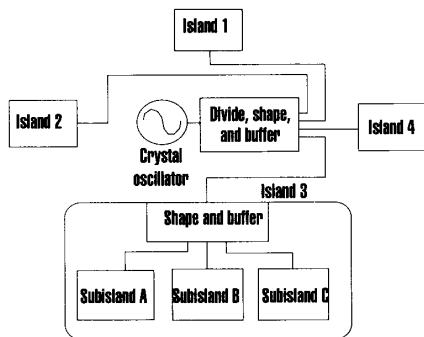 Island 1
Island 2
Divide, shape,
and buffer
Island 4
Crystal
oscillator
Island 3
Shape and buffer
Subisland A
Subisland B
Subisland C